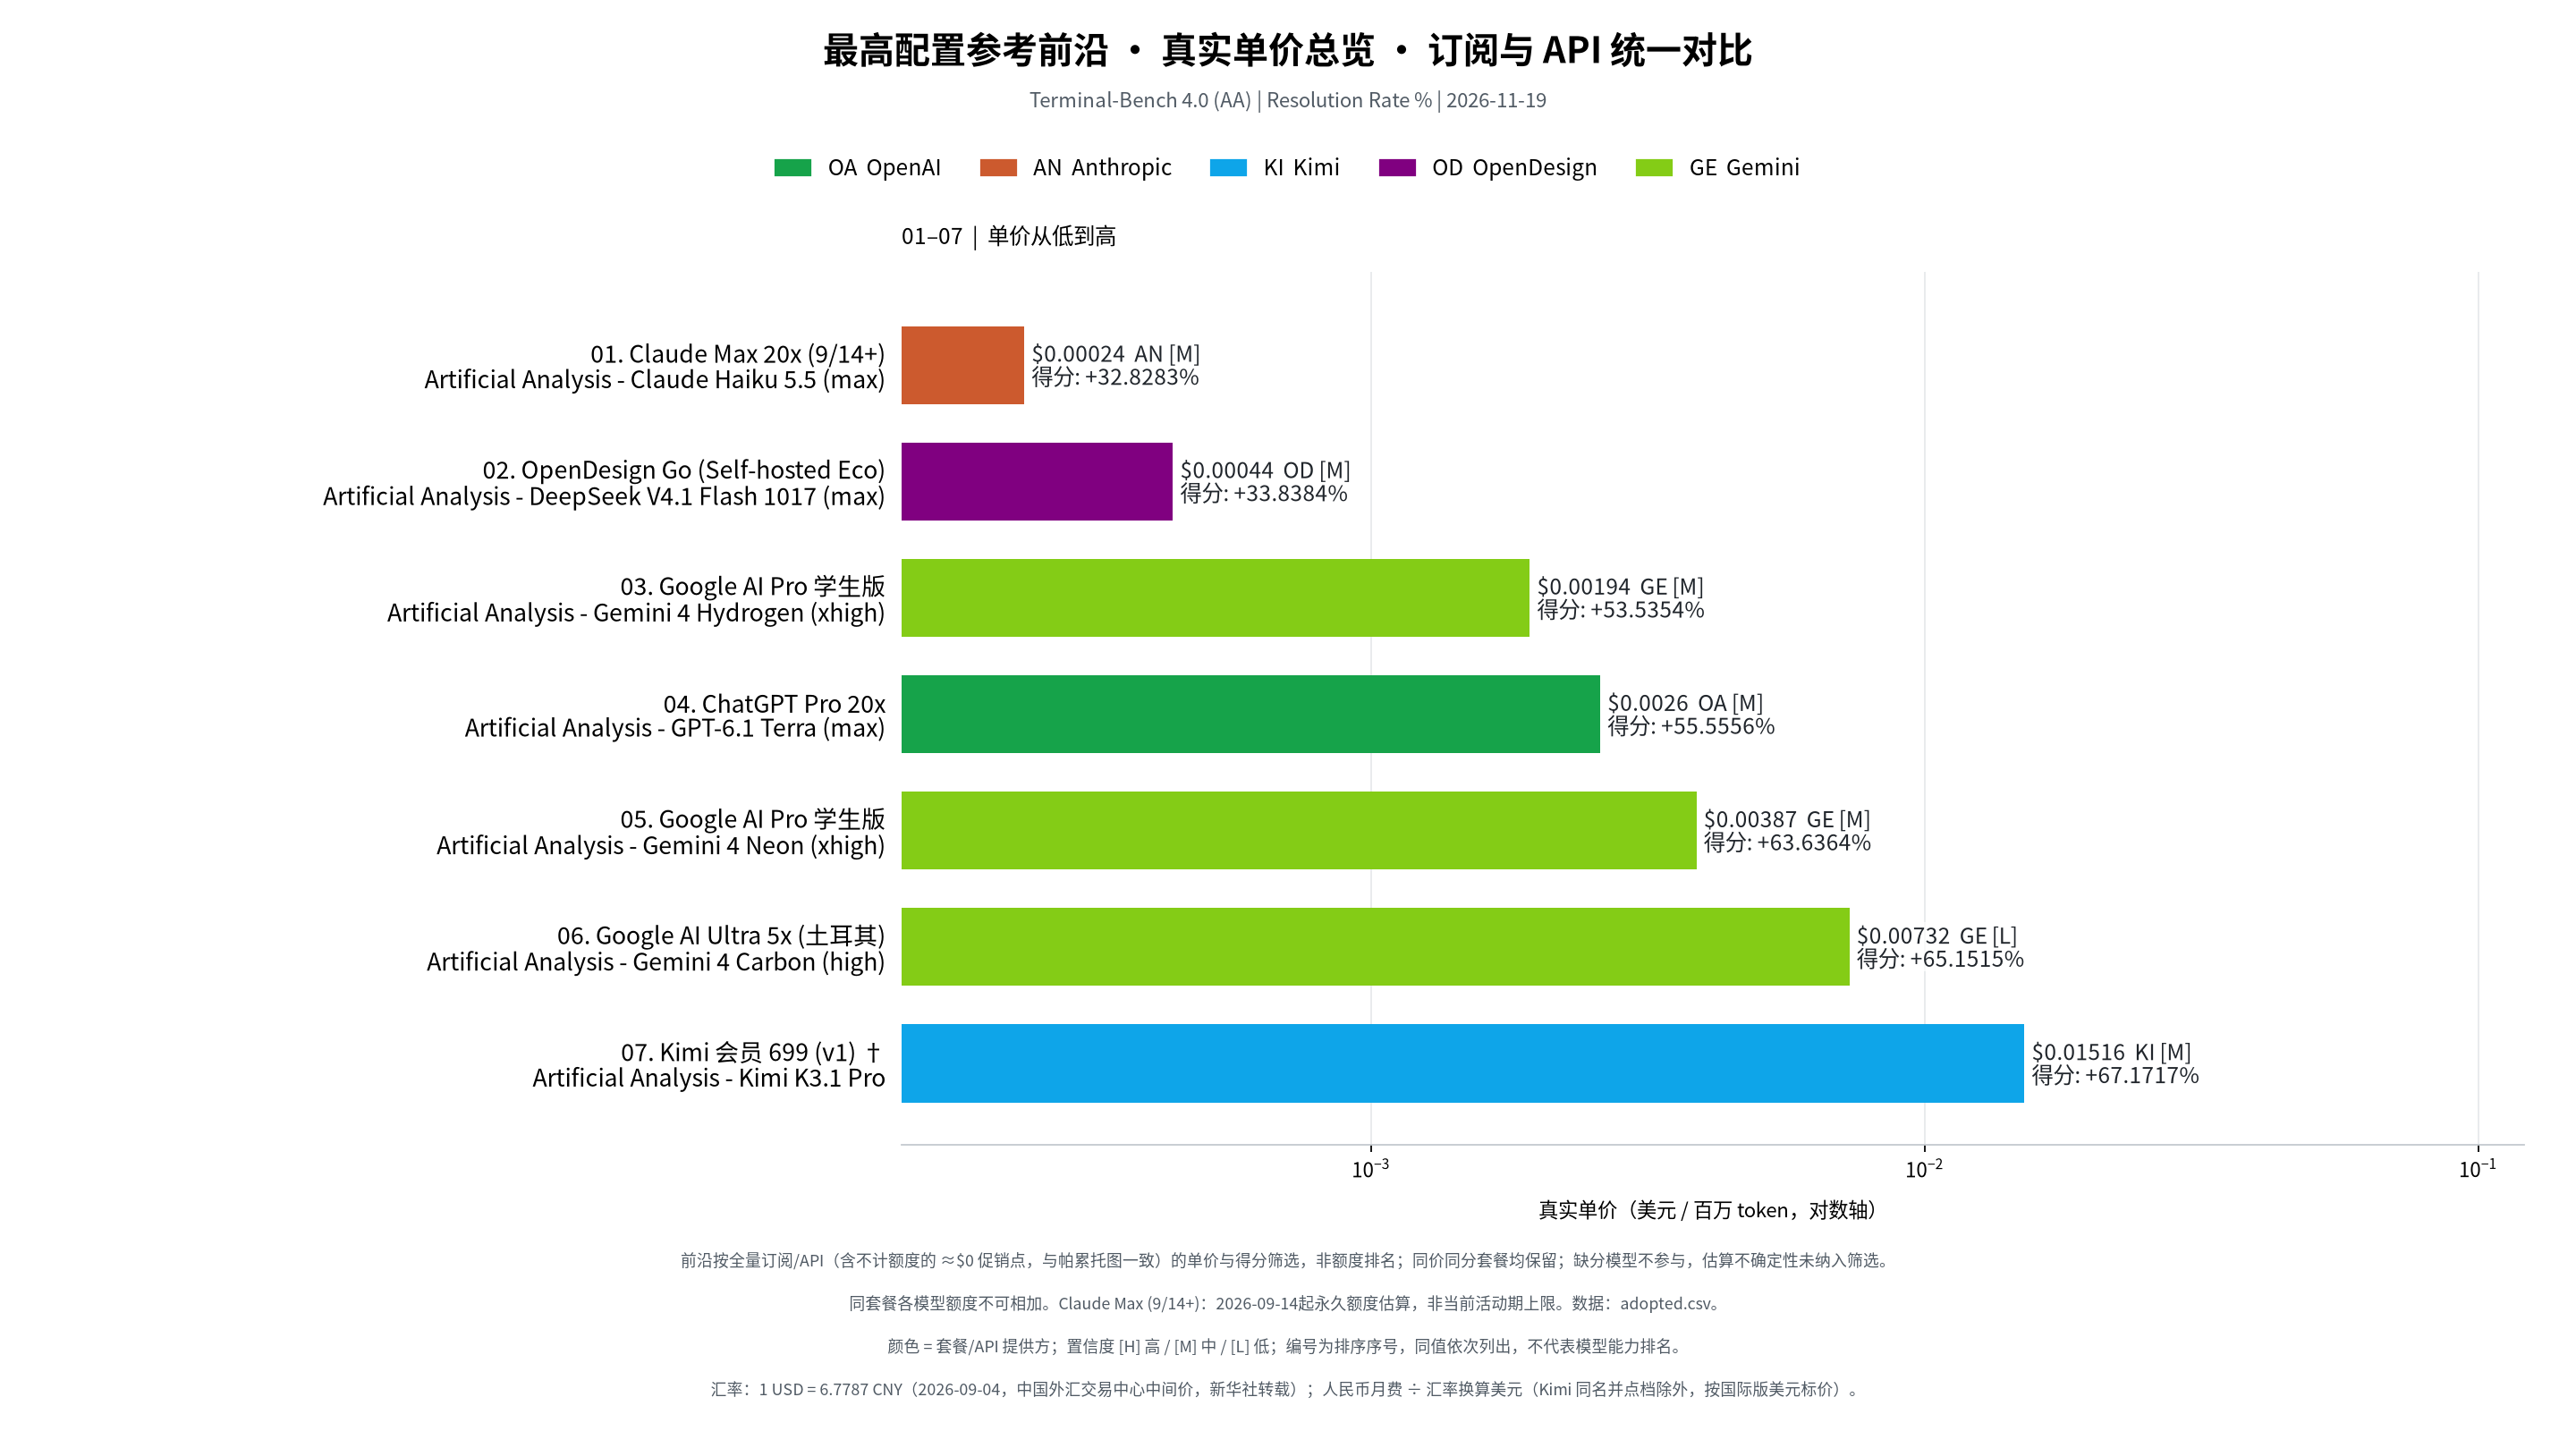 最高配置参考前沿 • 真实单价总览 • 订阅与 API 统一对比
Terminal-Bench 4.0 (AA) | Resolution Rate % | 2026-11-19
OA OpenAI
AN Anthropic
KI Kimi
OD OpenDesign
GE Gemini
01–07 | 单价从低到高
01. Claude Max 20x (9/14+)
Artificial Analysis - Claude Haiku 5.5 (max)
$0.00024 AN [M]
得分: +32.8283%
02. OpenDesign Go (Self-hosted Eco)
Artificial Analysis - DeepSeek V4.1 Flash 1017 (max)
$0.00044 OD [M]
得分: +33.8384%
03. Google AI Pro 学生版
Artificial Analysis - Gemini 4 Hydrogen (xhigh)
$0.00194 GE [M]
得分: +53.5354%
04. ChatGPT Pro 20x
Artificial Analysis - GPT-6.1 Terra (max)
$0.0026 OA [M]
得分: +55.5556%
05. Google AI Pro 学生版
Artificial Analysis - Gemini 4 Neon (xhigh)
$0.00387 GE [M]
得分: +63.6364%
06. Google AI Ultra 5x (土耳其)
Artificial Analysis - Gemini 4 Carbon (high)
$0.00732 GE [L]
得分: +65.1515%
07. Kimi 会员 699 (v1) †
Artificial Analysis - Kimi K3.1 Pro
$0.01516 KI [M]
得分: +67.1717%
10⁻³
10⁻²
10⁻¹
真实单价（美元 / 百万 token，对数轴）
前沿按全量订阅/API（含不计额度的 ≈$0 促销点，与帕累托图一致）的单价与得分筛选，非额度排名；同价同分套餐均保留；缺分模型不参与，估算不确定性未纳入筛选。
同套餐各模型额度不可相加。Claude Max (9/14+)：2026-09-14起永久额度估算，非当前活动期上限。数据：adopted.csv。
颜色 = 套餐/API 提供方；置信度 [H] 高 / [M] 中 / [L] 低；编号为排序序号，同值依次列出，不代表模型能力排名。
汇率：1 USD = 6.7787 CNY（2026-09-04，中国外汇交易中心中间价，新华社转载）；人民币月费 ÷ 汇率换算美元（Kimi 同名并点档除外，按国际版美元标价）。